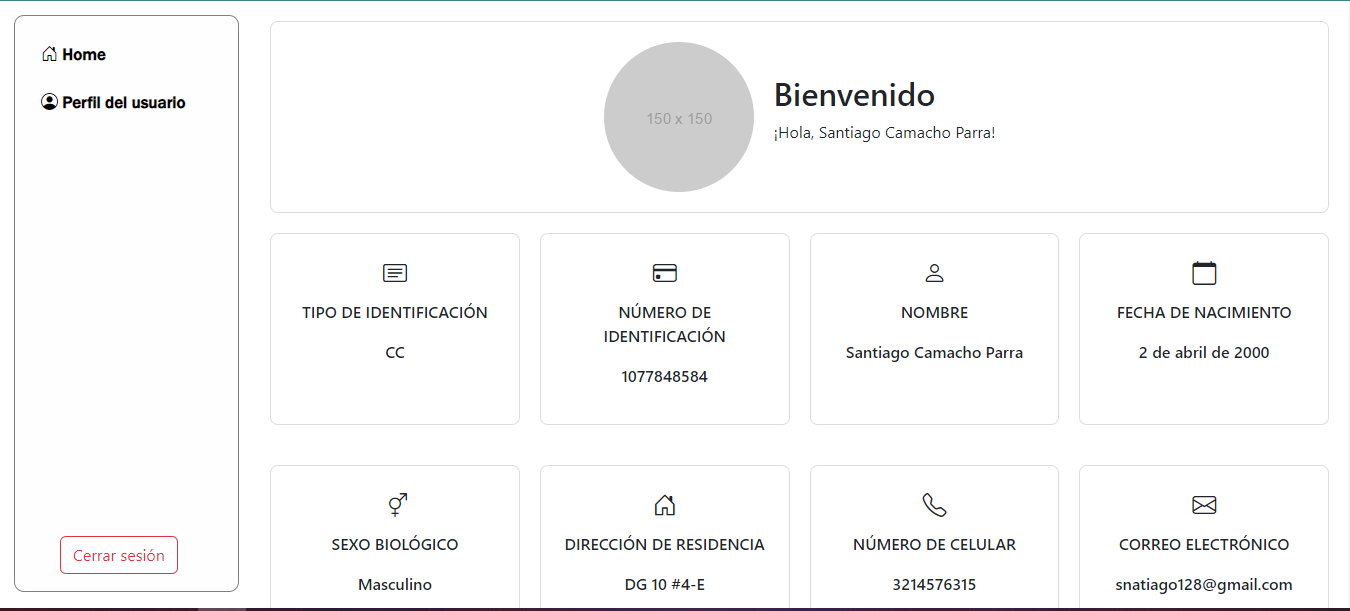 Home
Perfil del usuario
Cerrar sesión
150 x 150
Bienvenido
¡Hola, Santiago Camacho Parra!
TIPO DE IDENTIFICACIÓN
CC
NÚMERO DE
IDENTIFICACIÓN
1077848584
NOMBRE
Santiago Camacho Parra
FECHA DE NACIMIENTO
2 de abril de 2000
SEXO BIOLÓGICO
Masculino
DIRECCIÓN DE RESIDENCIA
DG 10 #4-E
NÚMERO DE CELULAR
3214576315
CORREO ELECTRÓNICO
snatiago128@gmail.com